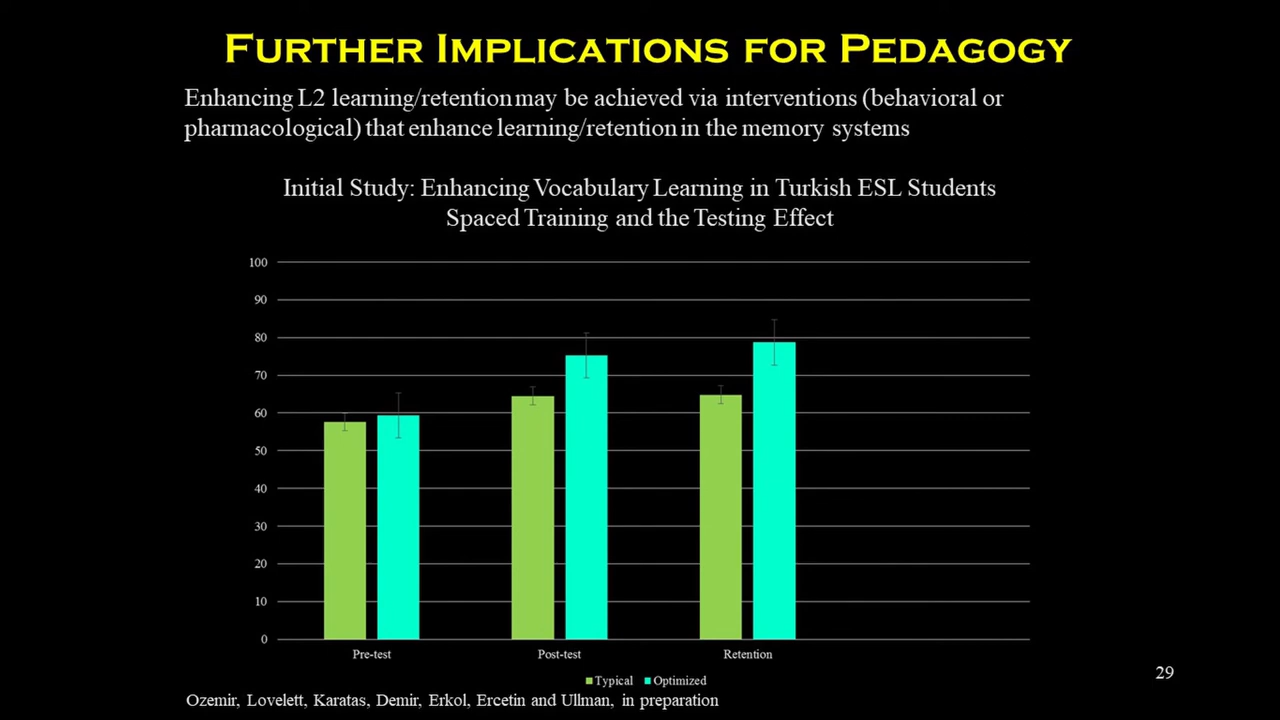 FURTHER IMPLICATIONS FOR PEDAGOGY
Enhancing L2 learning/retention may be achieved via interventions (behavioral or
pharmacological) that enhance learning/retention in the memory systems
Initial Study: Enhancing Vocabulary Learning in Turkish ESL Students
Spaced Training and the Testing Effect
100
90
80
70
60
50
40
30
20
10
0
Pre-test Post-test Retention
Typical Optimized
29
Ozemir, Lovelett, Karatas, Demir, Erkol, Ercetin and Ullman, in preparation